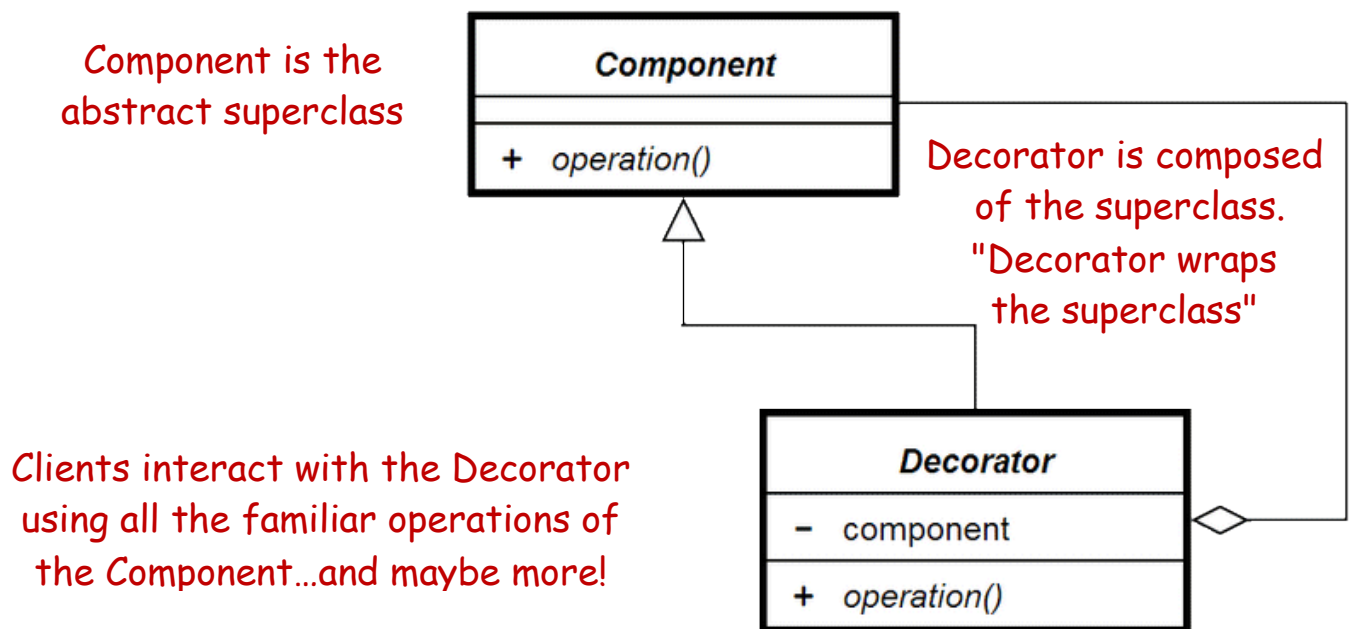 Component is the
abstract superclass
Component
+ operation()
Decorator is composed
of the superclass.
"Decorator wraps
the superclass"
Clients interact with the Decorator
using all the familiar operations of
the Component...and maybe more!
Decorator
- component
+ operation()